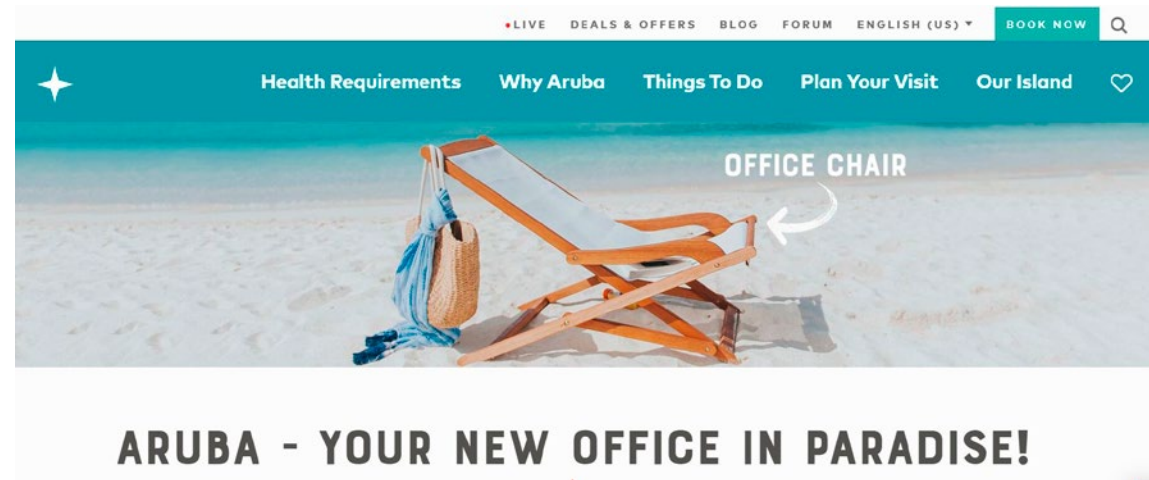 •LIVE DEALS & OFFERS BLOG FORUM ENGLISH (US) ▾ BOOK NOW
Health Requirements Why Aruba Things To Do Plan Your Visit Our Island
OFFICE CHAIR
ARUBA - YOUR NEW OFFICE IN PARADISE!